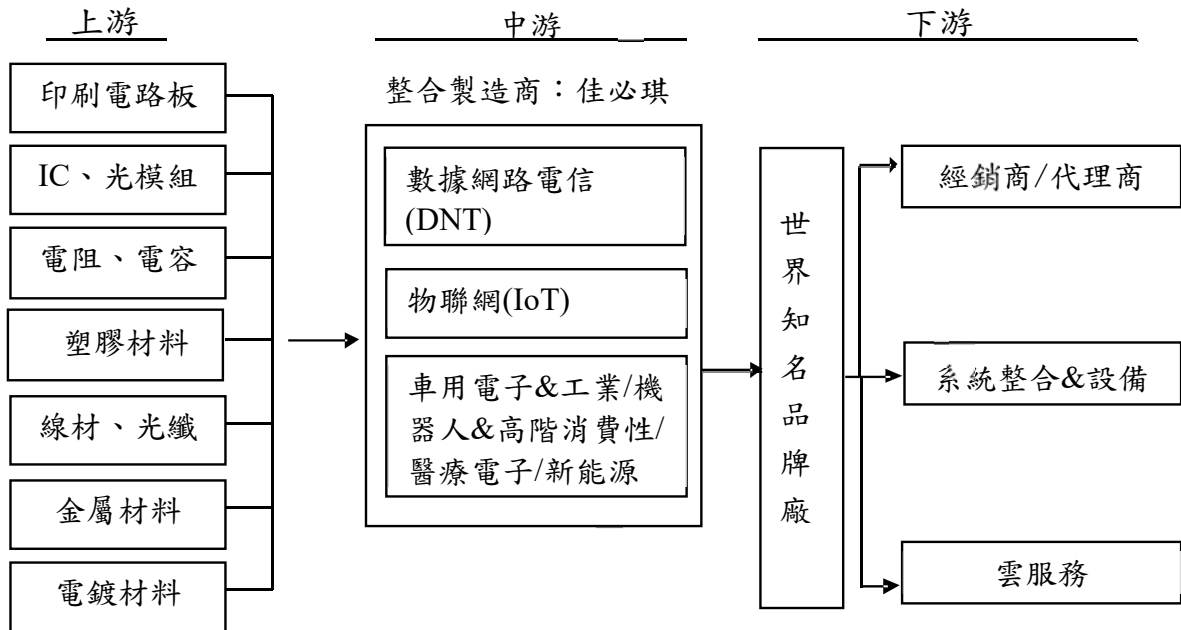 上游
中游
下游
印刷電路板
IC、光模組
電阻、電容
塑膠材料
線材、光纖
金屬材料
電鍍材料
整合製造商：佳必琪
數據網路電信
(DNT)
物聯網(IoT)
車用電子&工業/機
器人&高階消費性/
醫療電子/新能源
世
界
知
名
品
牌
廠
經銷商/代理商
系統整合&設備
雲服務